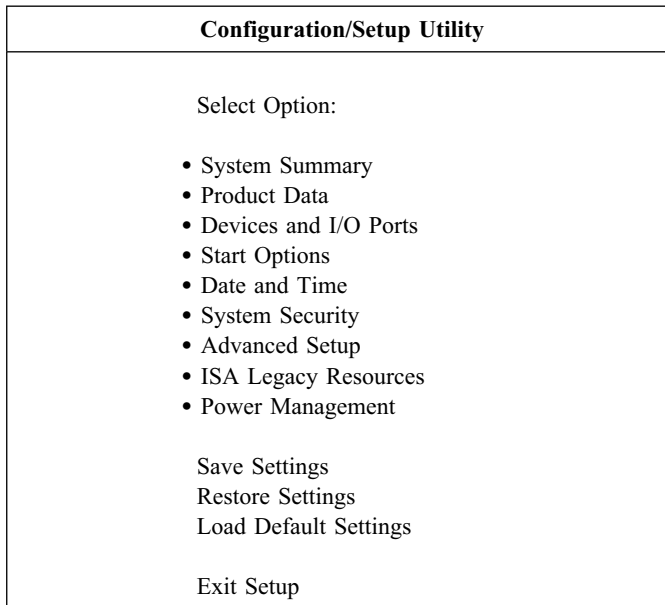 Configuration/Setup Utility
Select Option:
• System Summary
• Product Data
• Devices and I/O Ports
• Start Options
• Date and Time
• System Security
• Advanced Setup
• ISA Legacy Resources
• Power Management
Save Settings
Restore Settings
Load Default Settings
Exit Setup